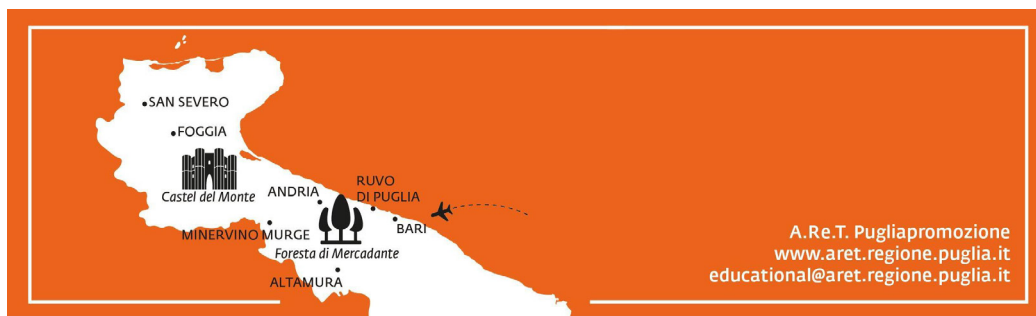 SAN SEVERO
FOGGIA
Castel del Monte
ANDRIA
RUVO
DI PUGLIA
BARI
MINERVINO MURGE
Foresta di Mercadante
ALTAMURA
A.Re.T. Pugliapromozione
www.aret.regione.puglia.it
educational@aret.regione.puglia.it